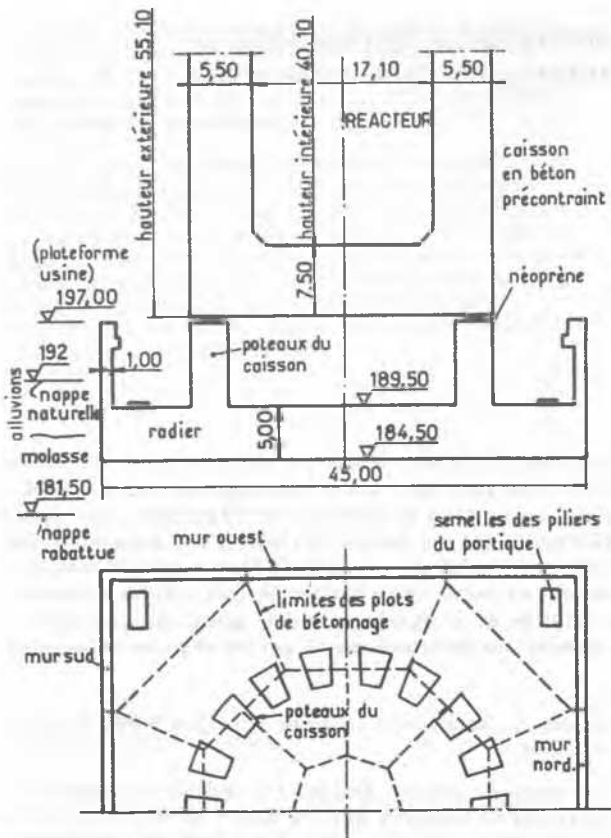 hauteur extérieure 55.10
5,50
hauteur intérieure 40.10
17,10
5,50
REACTEUR
caisson
en béton
précontraint
7.50
(plateforme
usine)
197,00
néoprène
192
1,00
poteaux du
caisson
alluvions
nappe
naturelle
189,50
radier
5,00
184,50
molasse
45,00
181,50
nappe
rabattue
mur ouest
semelles des piliers
du portique
limites des plots
de bétonnage
mur sud
poteaux du
caisson
mur
nord.